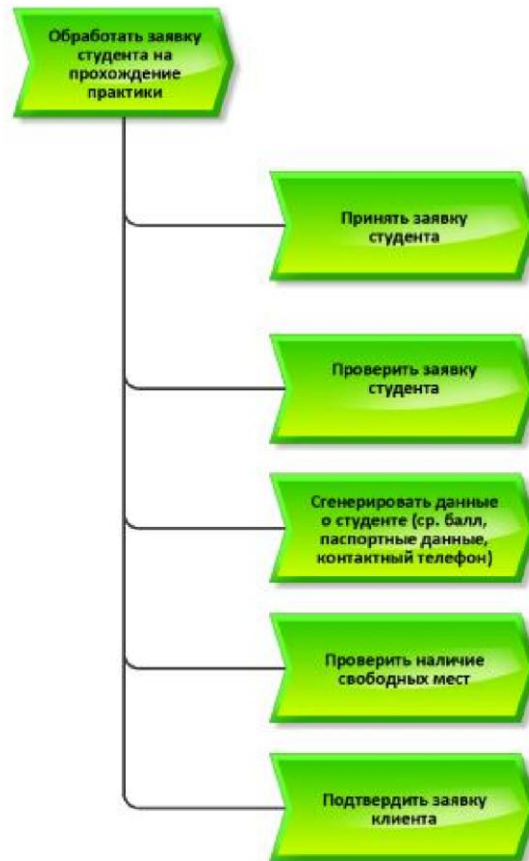 Обработать заявку
студента на
прохождение
практики
Принять заявку
студента
Проверить заявку
студента
Сгенерировать данные
о студенте (ср. балл,
паспортные данные,
контактный телефон)
Проверить наличие
свободных мест
Подтвердить заявку
клиента